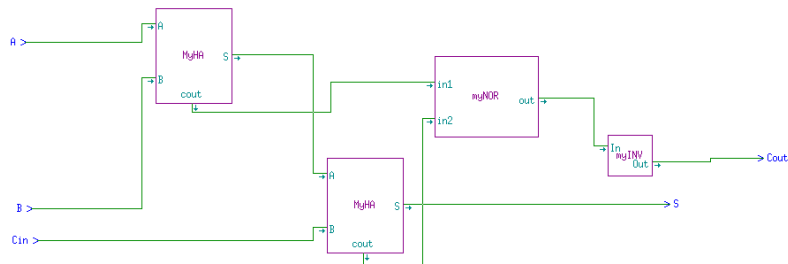 A
A
MyHA
S
B
cout
in1
myNOR
out
in2
In
myINV
Out
Cout
A
B
MyHA
S
S
Cin
B
cout